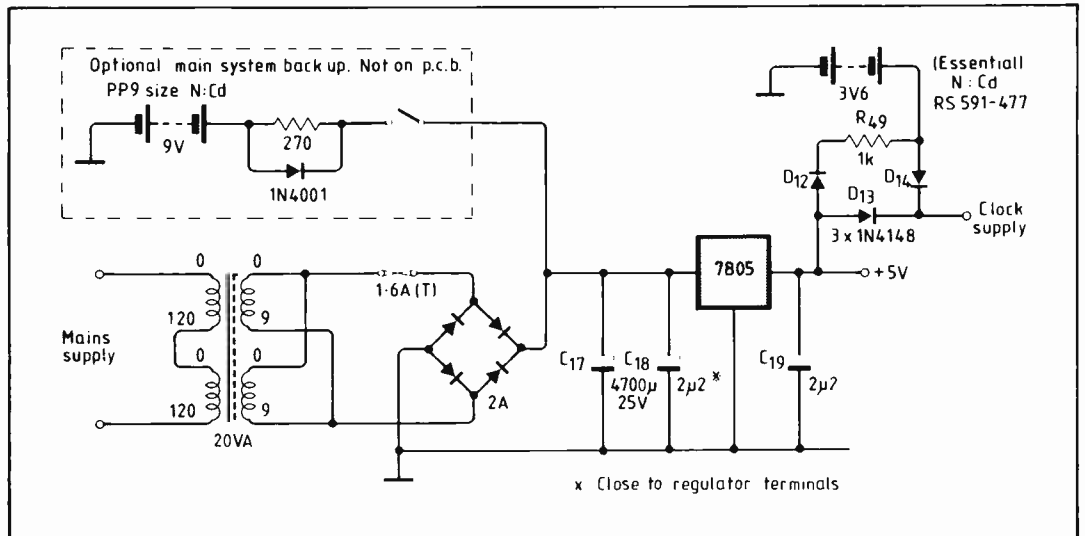 Optional main system back up. Not on p.c.b.
PP9 size N:Cd
9V
270
1N4001
3V6
(Essential)
N:Cd
RS 591-477
R49
1k
D12
D13
D14
3 x 1N4148
Clock
supply
0
0
120
9
Mains
supply
0
0
120
9
20VA
1·6A (T)
2A
7805
+5V
C17
4700µ
25V
C18
2µ2 *
C19
2µ2
* Close to regulator terminals